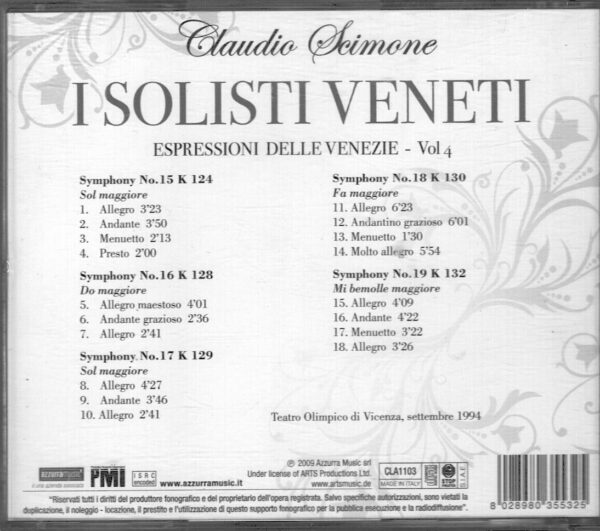 Claudio Scimone
I SOLISTI VENETI
ESPRESSIONI DELLE VENEZIE - Vol 4
Symphony No.15 K 124
Sol maggiore
1. Allegro 3'23
2. Andante 3'50
3. Menuetto 2'13
4. Presto 2'00
Symphony No.16 K 128
Do maggiore
5. Allegro maestoso 4'01
6. Andante grazioso 2'36
7. Allegro 2'41
Symphony No.17 K 129
Sol maggiore
8. Allegro 4'27
9. Andante 3'46
10. Allegro 2'41
Symphony No.18 K 130
Fa maggiore
11. Allegro 6'23
12. Andantino grazioso 6'01
13. Menuetto 1'30
14. Molto allegro 5'54
Symphony No.19 K 132
Mi bemolle maggiore
15. Allegro 4'09
16. Andante 4'22
17. Menuetto 3'22
18. Allegro 3'26
Teatro Olimpico di Vicenza, settembre 1994
azzurramusic
è una azienda associata
PMI
ISRC
encoded
www.azzurramusic.it
℗ 2009 Azzurra Music srl
Under license of ARTS Productions Ltd.
www.artsmusic.de
CLA1103
MADE IN ITALY
STOP
S.I.A.E.
8 028980 355325
"Riservati tutti i diritti del produttore fonografico e del proprietario dell'opera registrata. Salvo specifiche autorizzazioni, sono vietati la
duplicazione, il noleggio - locazione, il prestito e l'utilizzazione di questo supporto fonografico per la pubblica esecuzione e la radiodiffusione".